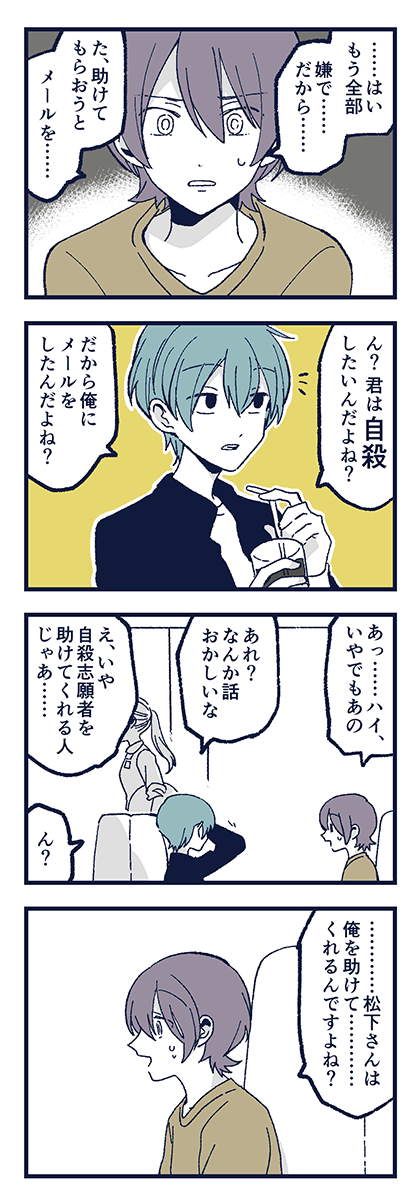 ……はい
もう全部
嫌で……
だから……
た、助けて
もらおうと
メールを……
ん？君は自殺
したいんだよね？
だから俺に
メールを
したんだよね？
あっ……ハイ、
いやでもあの
あれ？
なんか話
おかしいな
え、いや
自殺志願者を
助けてくれる人
じゃあ……
ん？
…………松下さんは
俺を助けて…………
くれるんですよね？